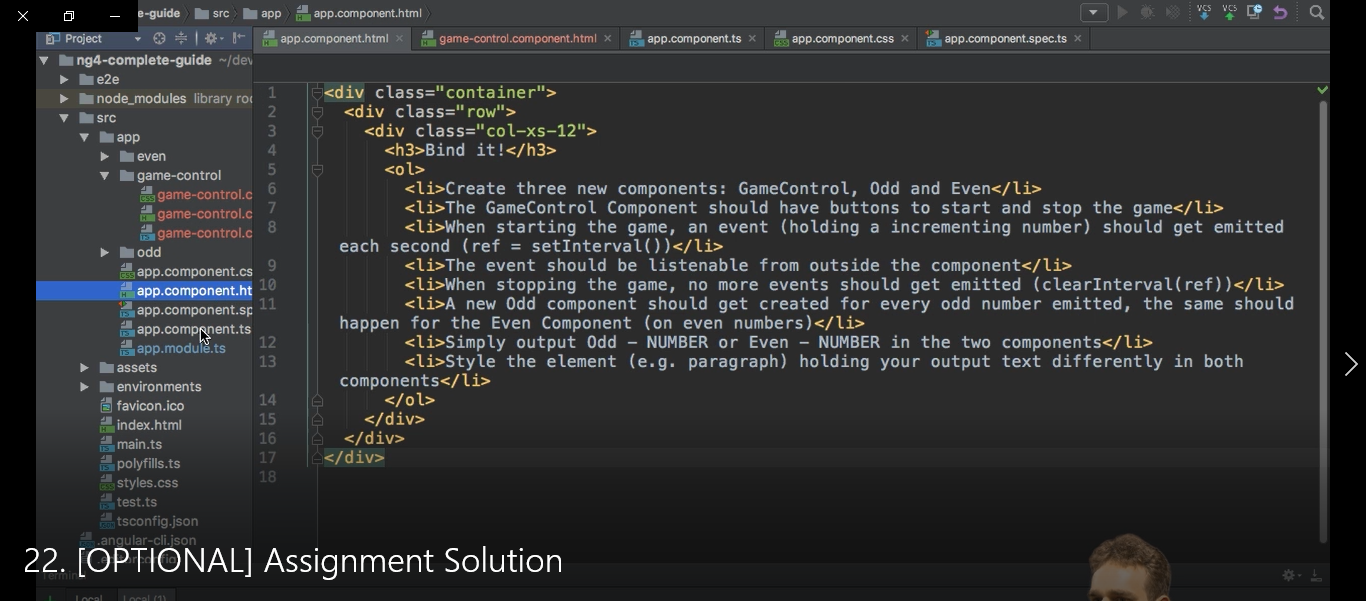 e-guide src app app.component.html
Project
app.component.html game-control.component.html app.component.ts app.component.css app.component.spec.ts
VCS VCS
ng4-complete-guide ~/dev
e2e
node_modules library roo
src
app
even
game-control
game-control.c
game-control.c
game-control.c
odd
app.component.cs
app.component.ht
app.component.sp
app.component.ts
app.module.ts
assets
environments
favicon.ico
index.html
main.ts
polyfills.ts
styles.css
test.ts
tsconfig.json
.angular-cli.json
1 <div class="container">
2 <div class="row">
3 <div class="col-xs-12">
4 <h3>Bind it!</h3>
5 <ol>
6 <li>Create three new components: GameControl, Odd and Even</li>
7 <li>The GameControl Component should have buttons to start and stop the game</li>
8 <li>When starting the game, an event (holding a incrementing number) should get emitted
each second (ref = setInterval())</li>
9 <li>The event should be listenable from outside the component</li>
10 <li>When stopping the game, no more events should get emitted (clearInterval(ref))</li>
11 <li>A new Odd component should get created for every odd number emitted, the same should
happen for the Even Component (on even numbers)</li>
12 <li>Simply output Odd - NUMBER or Even - NUMBER in the two components</li>
13 <li>Style the element (e.g. paragraph) holding your output text differently in both
components</li>
14 </ol>
15 </div>
16 </div>
17 </div>
18
22. [OPTIONAL] Assignment Solution
Local Local (1)